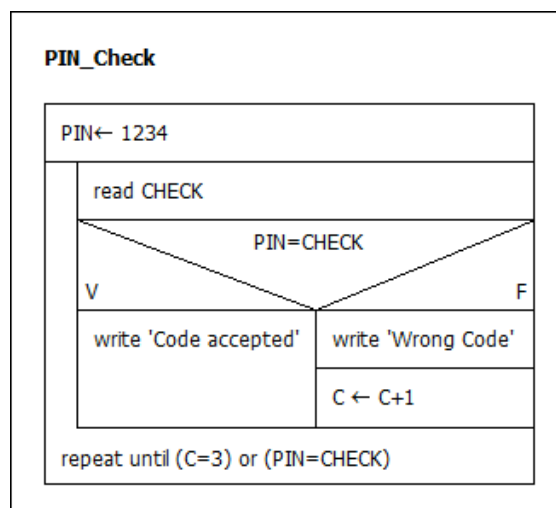 PIN_Check
PIN← 1234
read CHECK
PIN=CHECK
V F
write 'Code accepted' write 'Wrong Code'
C ← C+1
repeat until (C=3) or (PIN=CHECK)